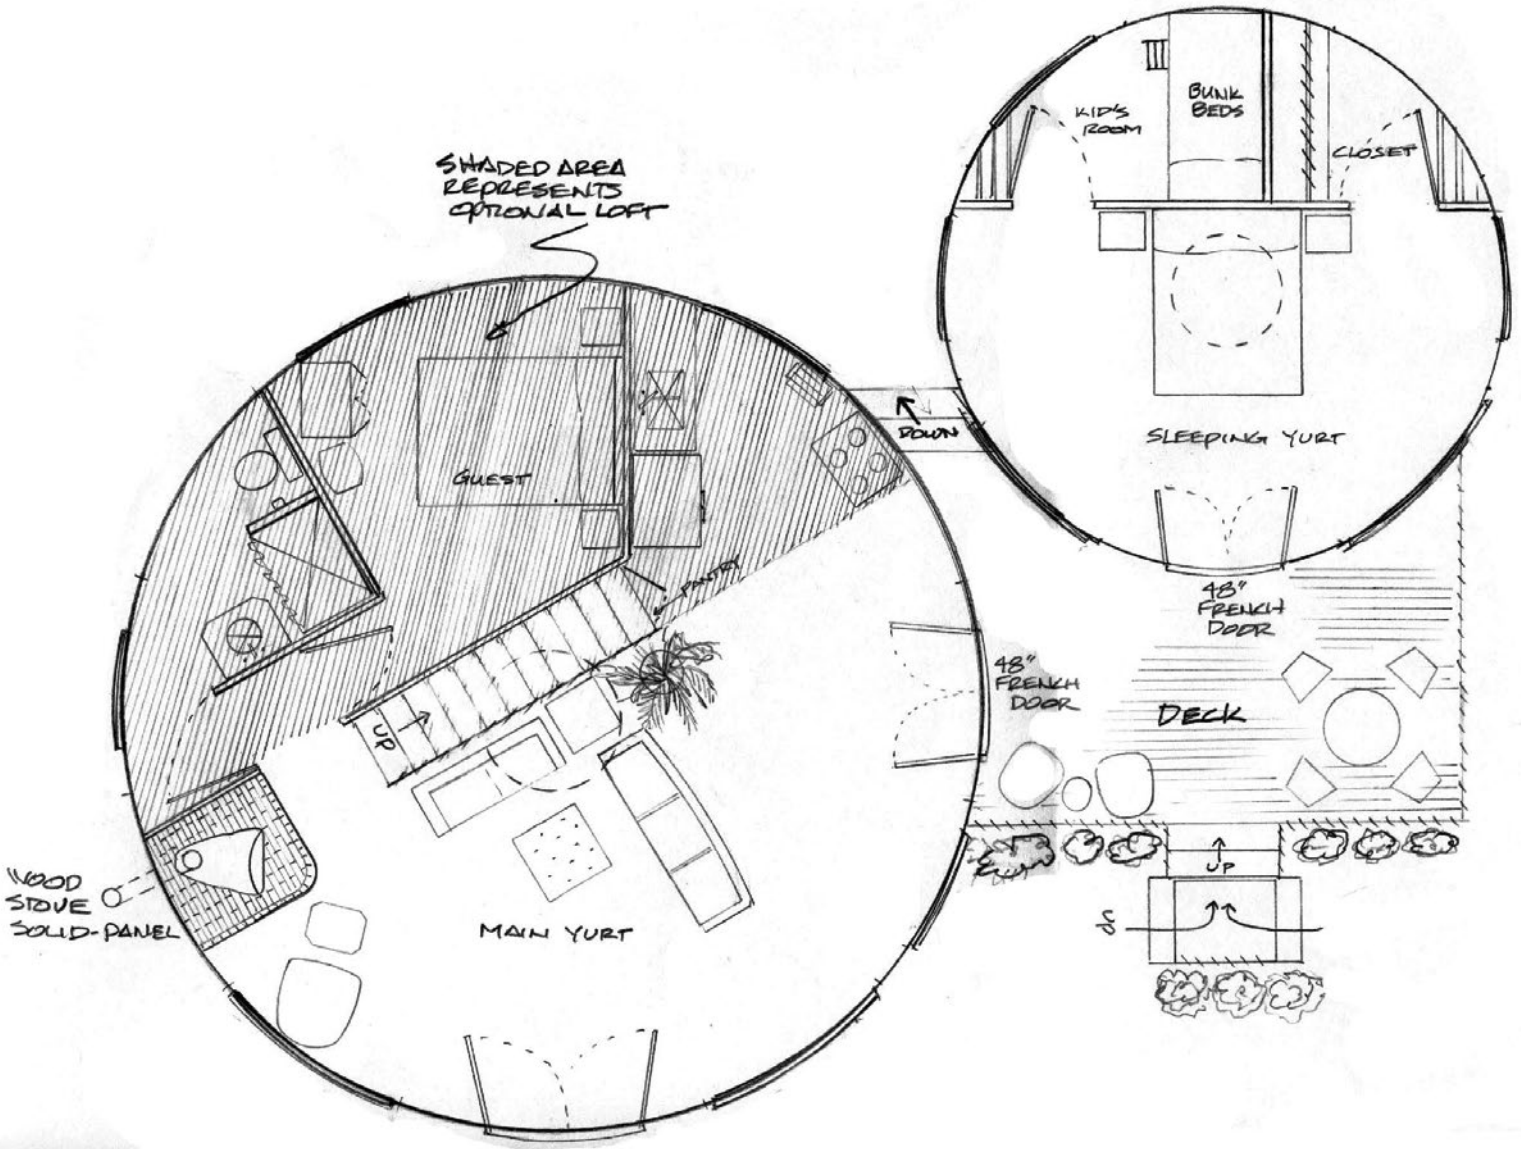 SHADED AREA
REPRESENTS
OPTIONAL LOFT
KID'S
ROOM
BUNK
BEDS
CLOSET
DOWN
SLEEPING YURT
GUEST
PANTRY
UP
48"
FRENCH
DOOR
48"
FRENCH
DOOR
DECK
WOOD
STOVE
SOLID-PANEL
MAIN YURT
UP
UP